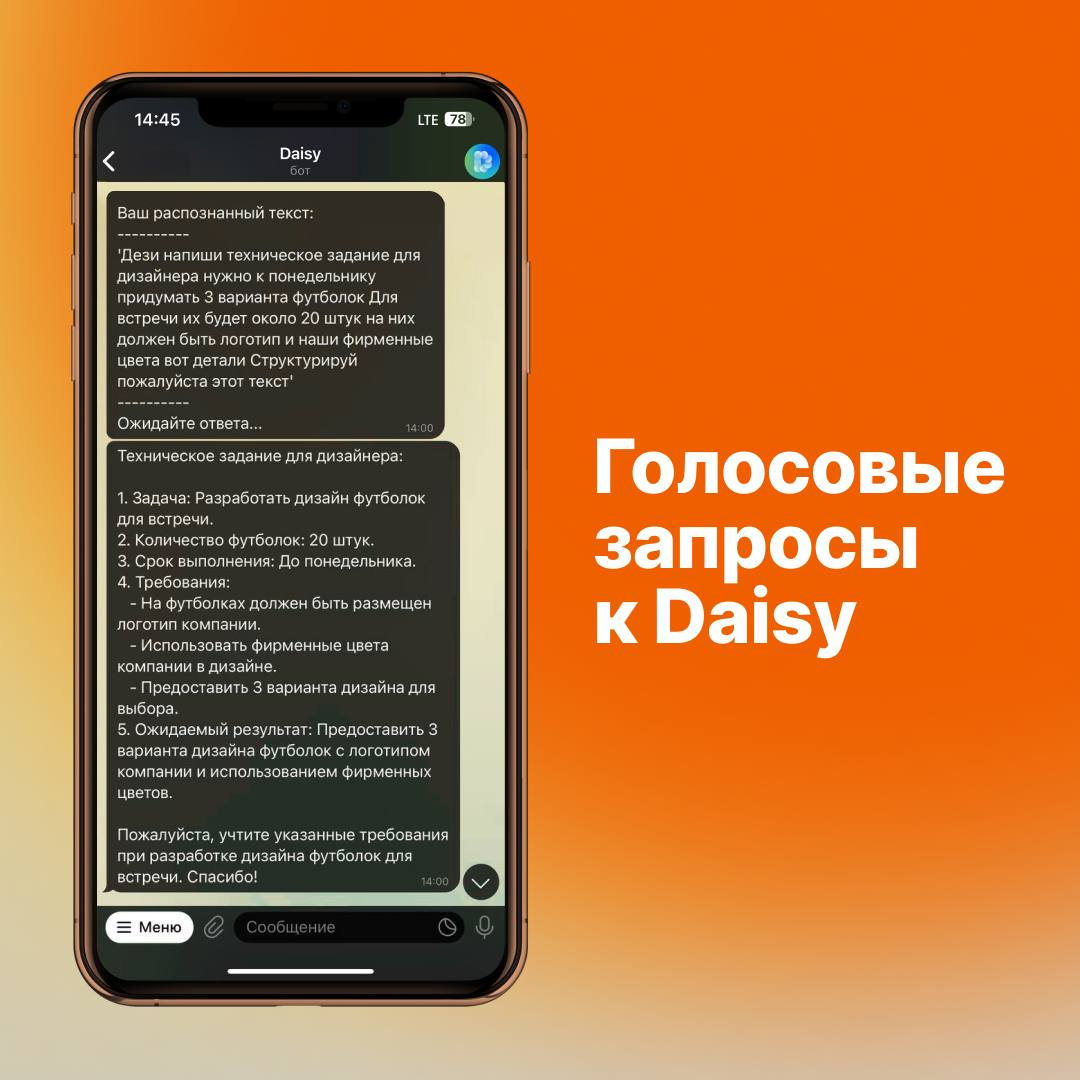 14:45
LTE 78
Daisy
бот
Ваш распознанный текст:
----------
'Дези напиши техническое задание для
дизайнера нужно к понедельнику
придумать 3 варианта футболок Для
встречи их будет около 20 штук на них
должен быть логотип и наши фирменные
цвета вот детали Структурируй
пожалуйста этот текст'
----------
Ожидайте ответа...
14:00
Техническое задание для дизайнера:
1. Задача: Разработать дизайн футболок
для встречи.
2. Количество футболок: 20 штук.
3. Срок выполнения: До понедельника.
4. Требования:
- На футболках должен быть размещен
логотип компании.
- Использовать фирменные цвета
компании в дизайне.
- Предоставить 3 варианта дизайна для
выбора.
5. Ожидаемый результат: Предоставить 3
варианта дизайна футболок с логотипом
компании и использованием фирменных
цветов.
Пожалуйста, учтите указанные требования
при разработке дизайна футболок для
встречи. Спасибо!
14:00
Меню
Сообщение
Голосовые
запросы
к Daisy